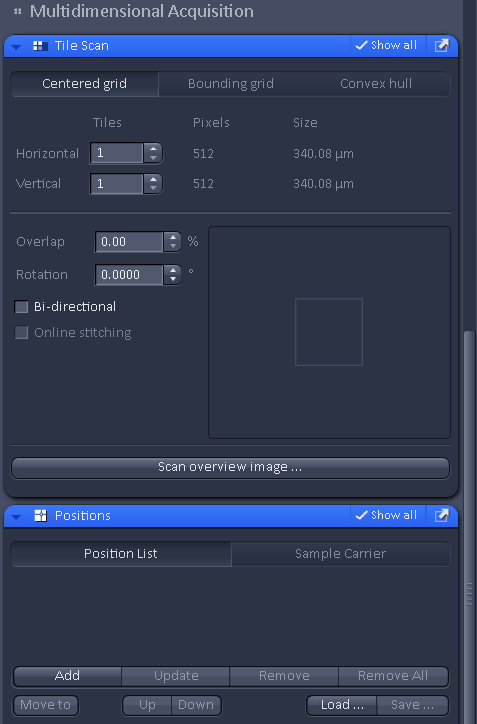 Multidimensional Acquisition
Tile Scan Show all
Centered grid Bounding grid Convex hull
Tiles Pixels Size
Horizontal 1 512 340.08 µm
Vertical 1 512 340.08 µm
Overlap 0.00 %
Rotation 0.0000 °
Bi-directional
Online stitching
Scan overview image ...
Positions Show all
Position List Sample Carrier
Add Update Remove Remove All
Move to Up Down Load ... Save ...